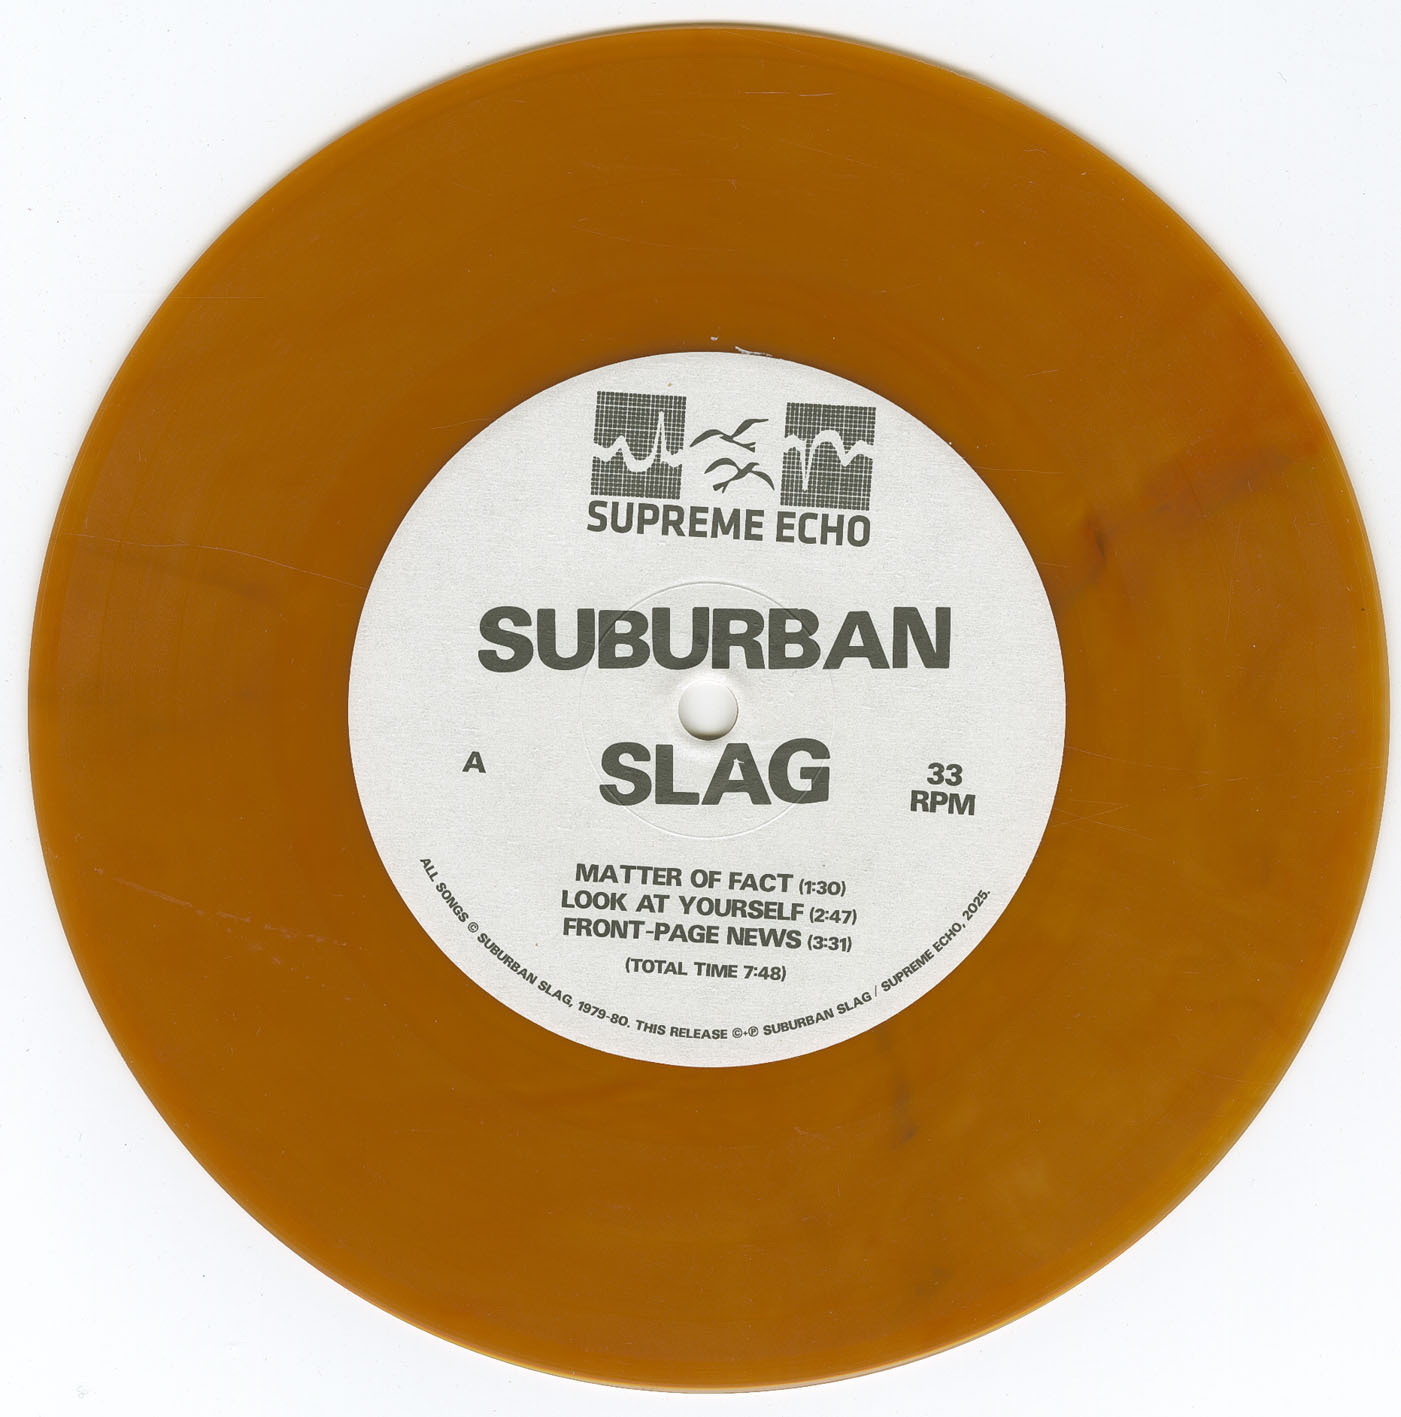 SUPREME ECHO
SUBURBAN
SLAG
A
33
RPM
MATTER OF FACT (1:30)
LOOK AT YOURSELF (2:47)
FRONT-PAGE NEWS (3:31)
(TOTAL TIME 7:48)
ALL SONGS © SUBURBAN SLAG, 1979-80. THIS RELEASE ©+℗ SUBURBAN SLAG / SUPREME ECHO, 2025.